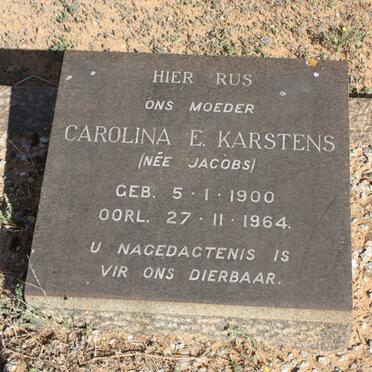 HIER RUS
ONS MOEDER
CAROLINA E. KARSTENS
(NÉE JACOBS)
GEB. 5·1·1900
OORL. 27·11·1964.
U NAGEDACTENIS IS
VIR ONS DIERBAAR.